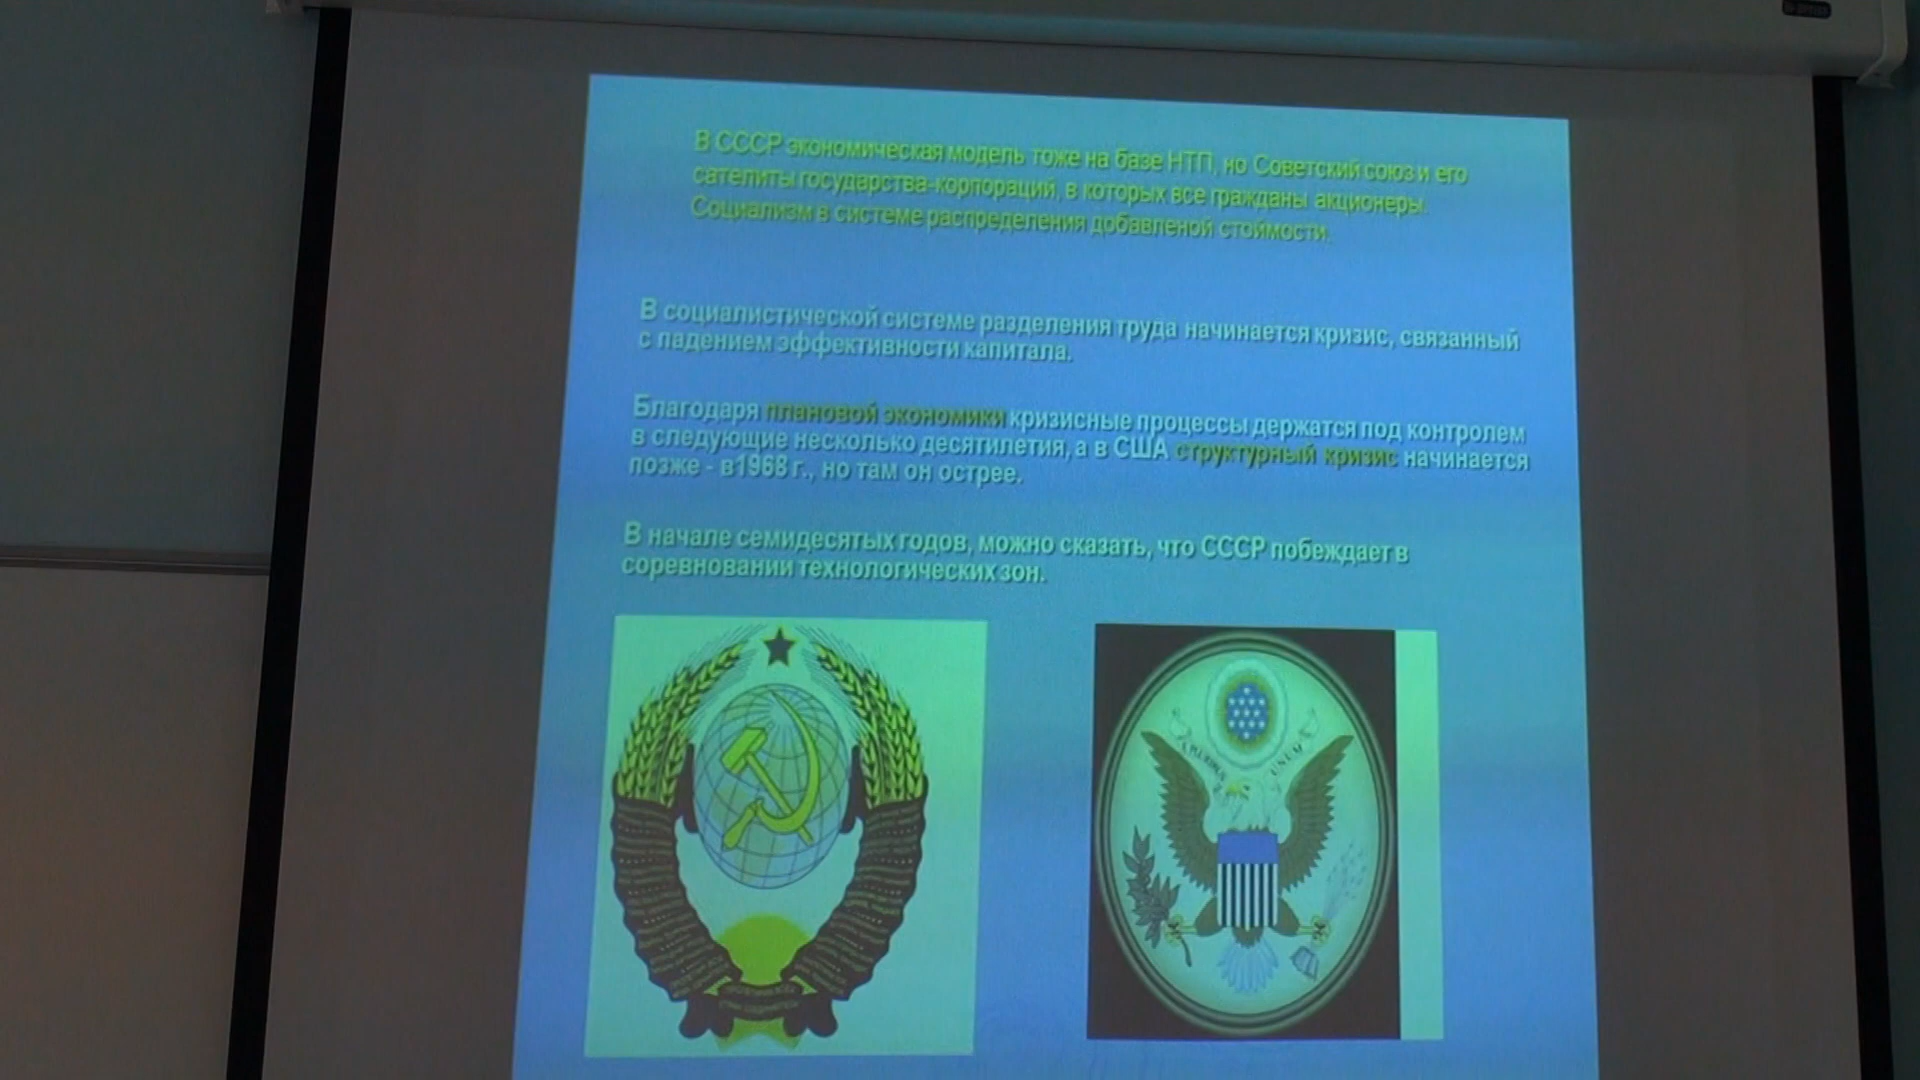 В СССР экономическая модель тоже на базе НТП, но Советский союз и его
сателиты государства-корпораций, в которых все гражданы акционеры.
Социализм в системе распределения добавленой стоймости.
В социалистической системе разделения труда начинается кризис, связанный
с падением эффективности капитала.
Благодаря плановой экономики кризисные процессы держатся под контролем
в следующие несколько десятилетия, а в США структурный кризис начинается
позже - в1968 г., но там он острее.
В начале семидесятых годов, можно сказать, что СССР побеждает в
соревновании технологических зон.